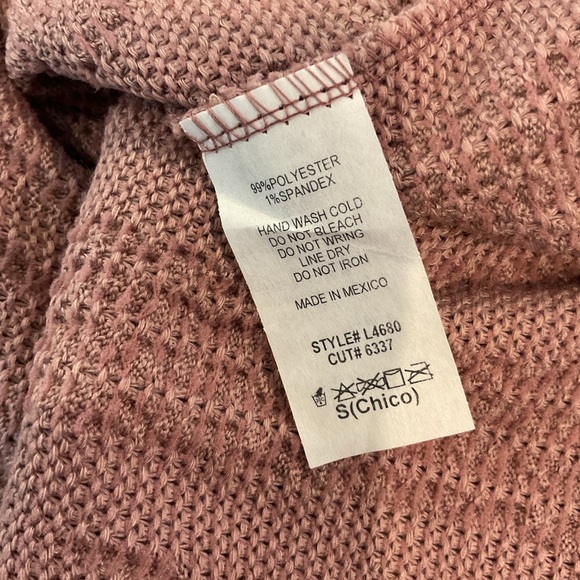 99%POLYESTER
1%SPANDEX
HAND WASH COLD
DO NOT BLEACH
DO NOT WRING
LINE DRY
DO NOT IRON
MADE IN MEXICO
STYLE# L4680
CUT# 6337
S(Chico)